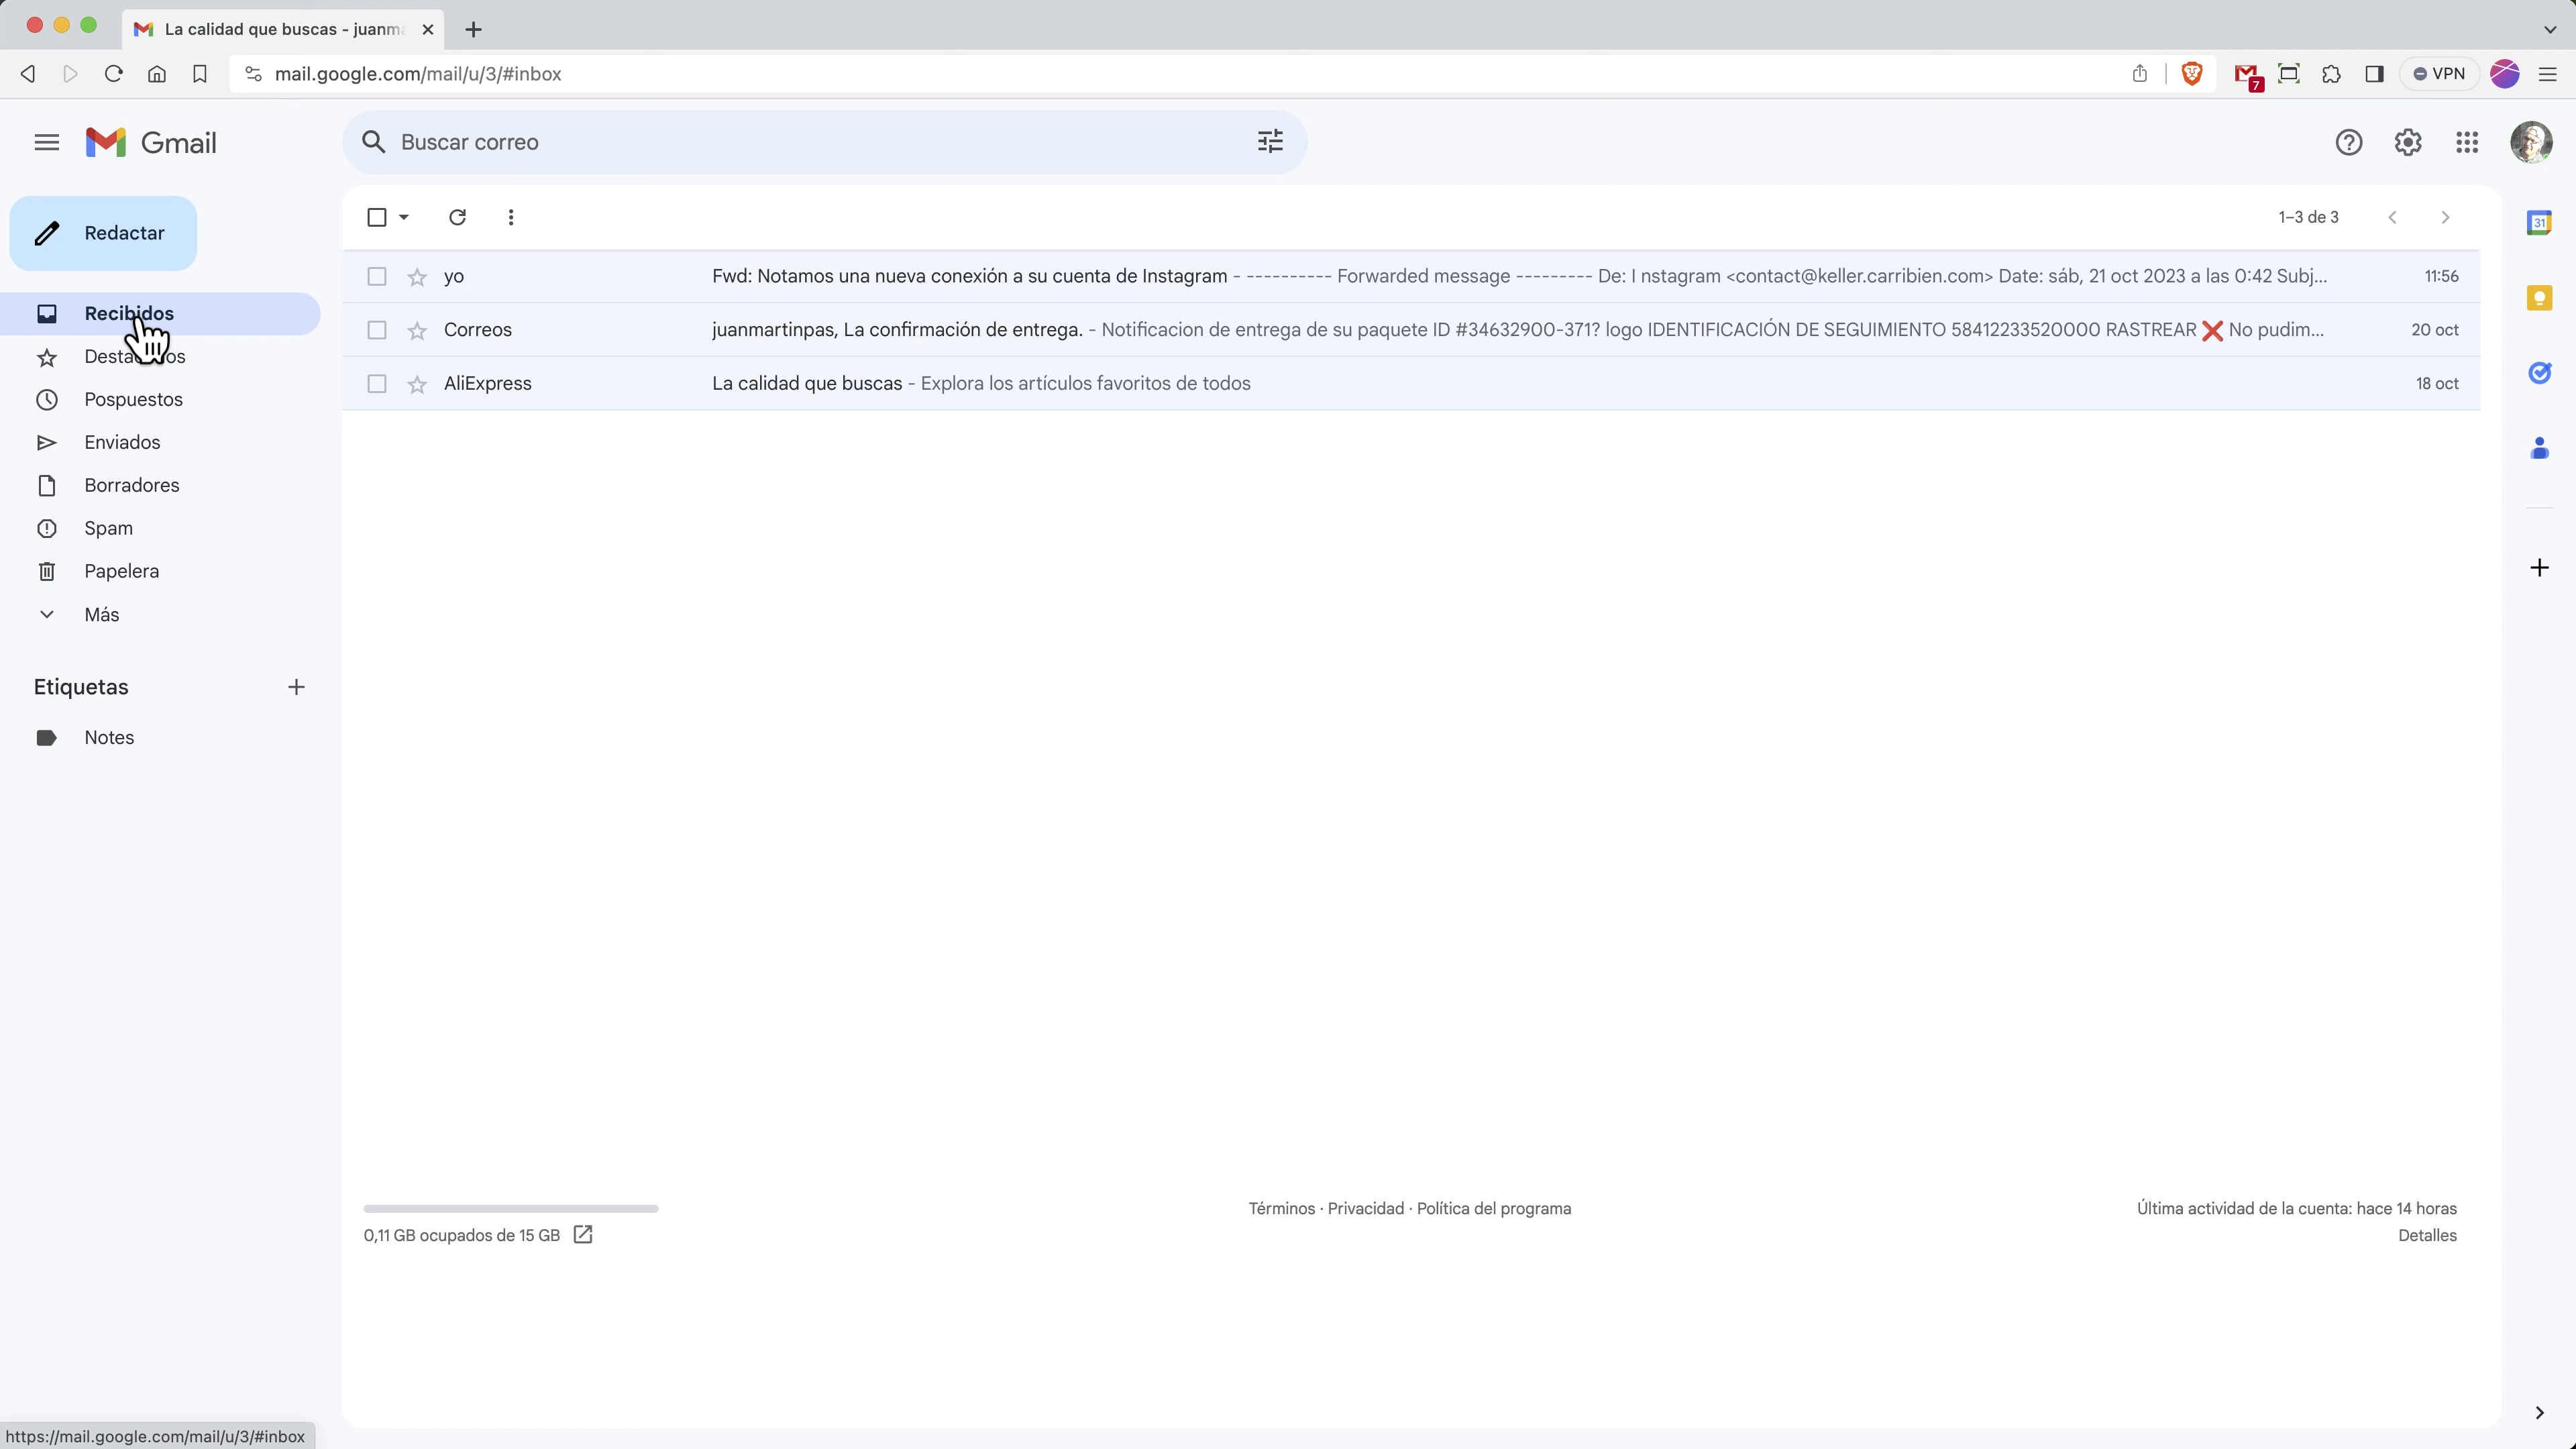 La calidad que buscas - juanma
mail.google.com/mail/u/3/#inbox
7
VPN
Gmail
Buscar correo
Redactar
1–3 de 3
31
yo Fwd: Notamos una nueva conexión a su cuenta de Instagram - ---------- Forwarded message --------- De: I nstagram <contact@keller.carribien.com> Date: sáb, 21 oct 2023 a las 0:42 Subj... 11:56
Recibidos
Correos juanmartinpas, La confirmación de entrega. - Notificacion de entrega de su paquete ID #34632900-371? logo IDENTIFICACIÓN DE SEGUIMIENTO 58412233520000 RASTREAR ❌ No pudim... 20 oct
AliExpress La calidad que buscas - Explora los artículos favoritos de todos 18 oct
Pospuestos
Enviados
Borradores
Spam
Papelera
Más
Etiquetas
Notes
0,11 GB ocupados de 15 GB
Términos · Privacidad · Política del programa
Última actividad de la cuenta: hace 14 horas
Detalles
https://mail.google.com/mail/u/3/#inbox